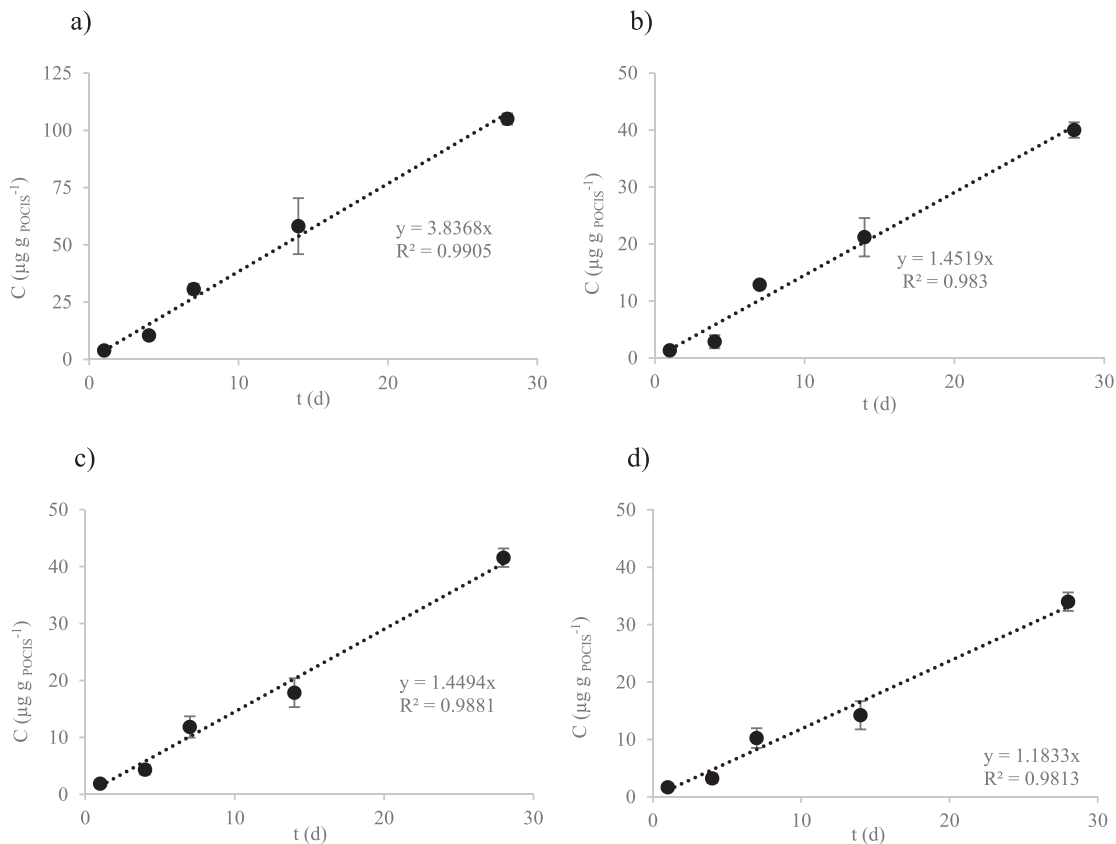 a)
125
100
75
50
25
0
0
10
20
30
C (µg g POCIS⁻¹)
t (d)
y = 3.8368x
R² = 0.9905
b)
50
40
30
20
10
0
0
10
20
30
C (µg g POCIS⁻¹)
t (d)
y = 1.4519x
R² = 0.983
c)
50
40
30
20
10
0
0
10
20
30
C (µg g POCIS⁻¹)
t (d)
y = 1.4494x
R² = 0.9881
d)
50
40
30
20
10
0
0
10
20
30
C (µg g POCIS⁻¹)
t (d)
y = 1.1833x
R² = 0.9813